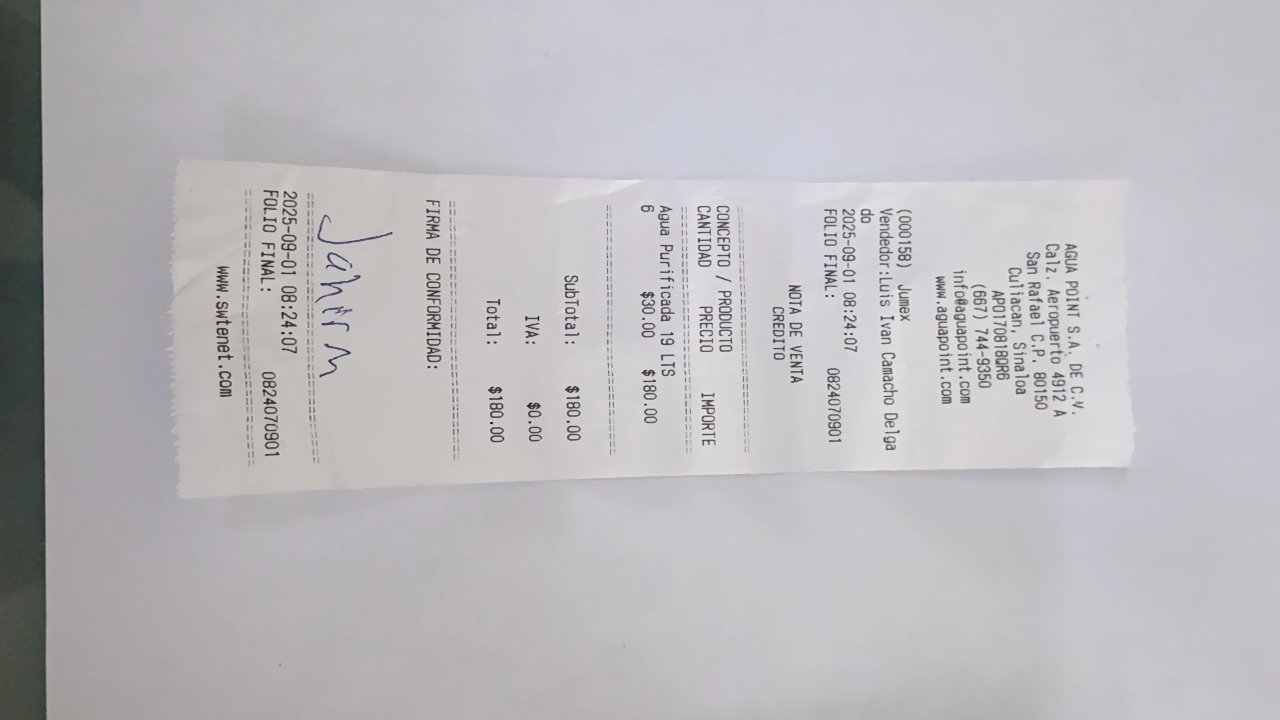 AGUA POINT S.A. DE C.V.
Calz. Aeropuerto 4912 A
San Rafael C.P. 80150
Culiacan, Sinaloa
APO170818QR6
(667) 744-9350
info@aguapoint.com
www.aguapoint.com
(000158) Jumex
Vendedor:Luis Ivan Camacho Delga
do
2025-09-01 08:24:07
FOLIO FINAL: 0824070901
NOTA DE VENTA
CREDITO
CONCEPTO / PRODUCTO
CANTIDAD PRECIO IMPORTE
Agua Purificada 19 LTS
6 $30.00 $180.00
SubTotal: $180.00
IVA: $0.00
Total: $180.00
FIRMA DE CONFORMIDAD:
Jahir m
2025-09-01 08:24:07
FOLIO FINAL: 0824070901
www.swtenet.com